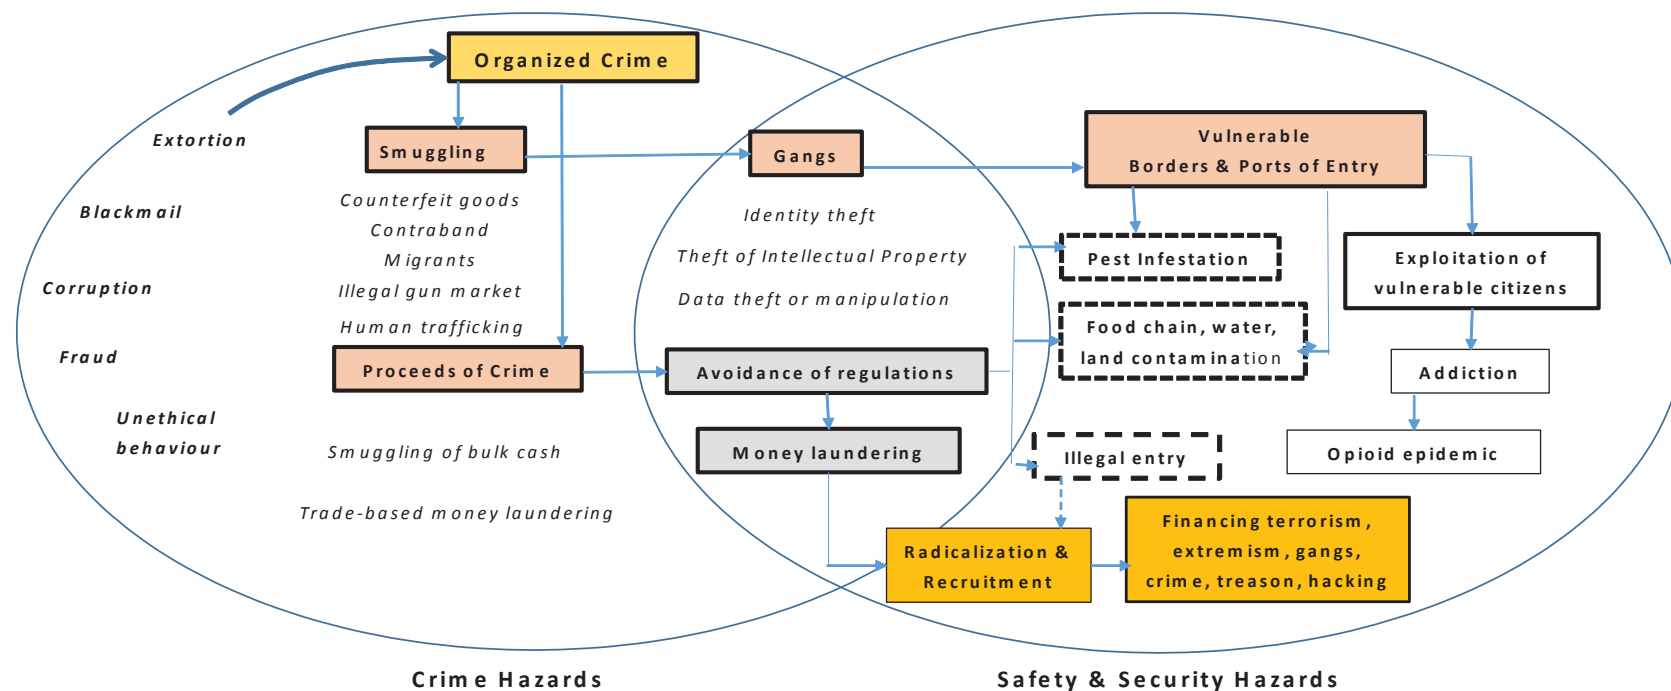 Organized Crime
Extortion
Smuggling
Gangs
Vulnerable
Borders & Ports of Entry
Blackmail
Counterfeit goods
Contraband
Migrants
Illegal gun market
Human trafficking
Identity theft
Theft of Intellectual Property
Data theft or manipulation
Pest Infestation
Exploitation of
vulnerable citizens
Corruption
Food chain, water,
land contamination
Fraud
Proceeds of Crime
Avoidance of regulations
Addiction
Unethical
behaviour
Smuggling of bulk cash
Money laundering
Illegal entry
Opioid epidemic
Trade-based money laundering
Radicalization &
Recruitment
Financing terrorism,
extremism, gangs,
crime, treason, hacking
Crime Hazards
Safety & Security Hazards